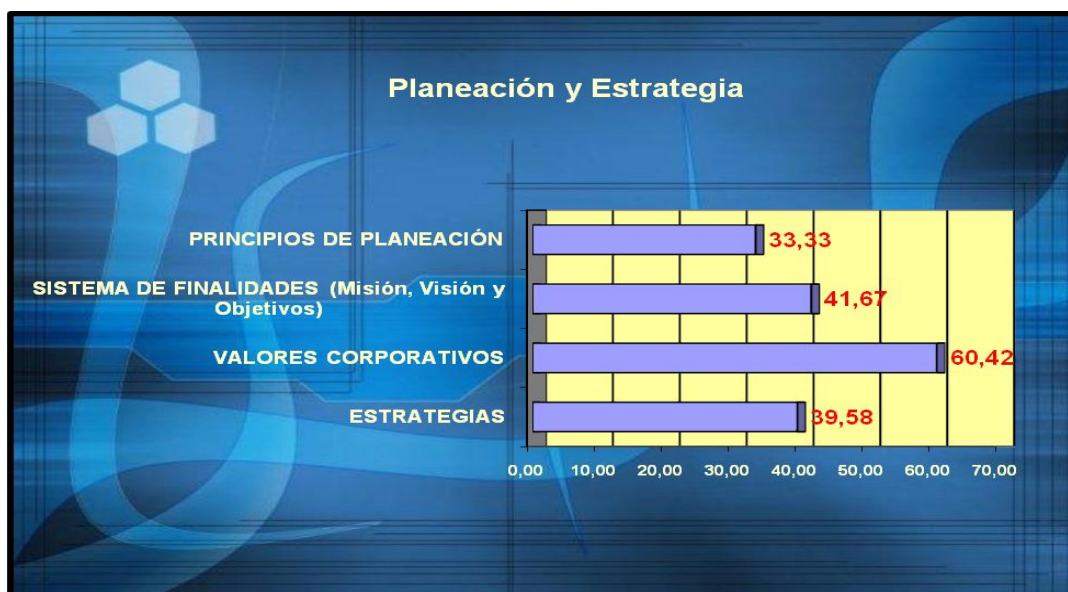 Planeación y Estrategia
PRINCIPIOS DE PLANEACIÓN
33,33
SISTEMA DE FINALIDADES (Misión, Visión y
Objetivos)
41,67
VALORES CORPORATIVOS
60,42
ESTRATEGIAS
39,58
0,00 10,00 20,00 30,00 40,00 50,00 60,00 70,00